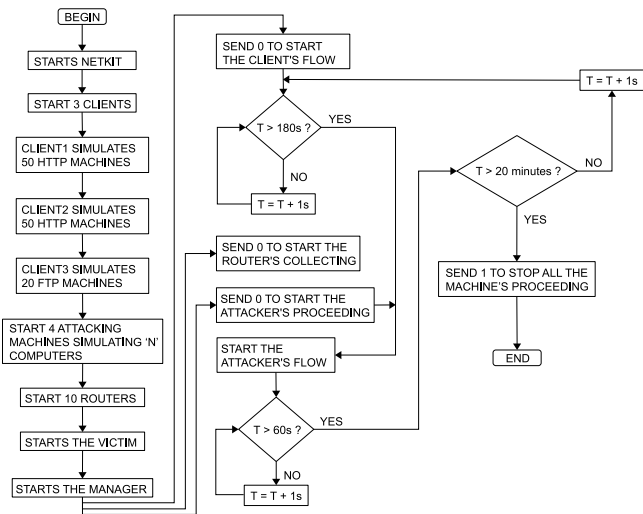 BEGIN
STARTS NETKIT
START 3 CLIENTS
CLIENT1 SIMULATES
50 HTTP MACHINES
CLIENT2 SIMULATES
50 HTTP MACHINES
CLIENT3 SIMULATES
20 FTP MACHINES
START 4 ATTACKING
MACHINES SIMULATING 'N'
COMPUTERS
START 10 ROUTERS
STARTS THE VICTIM
STARTS THE MANAGER
SEND 0 TO START
THE CLIENT'S FLOW
T > 180s ?
YES
NO
T = T + 1s
SEND 0 TO START THE
ROUTER'S COLLECTING
SEND 0 TO START THE
ATTACKER'S PROCEEDING
START THE
ATTACKER'S FLOW
T > 60s ?
YES
NO
T = T + 1s
T = T + 1s
T > 20 minutes ?
NO
YES
SEND 1 TO STOP ALL THE
MACHINE'S PROCEEDING
END